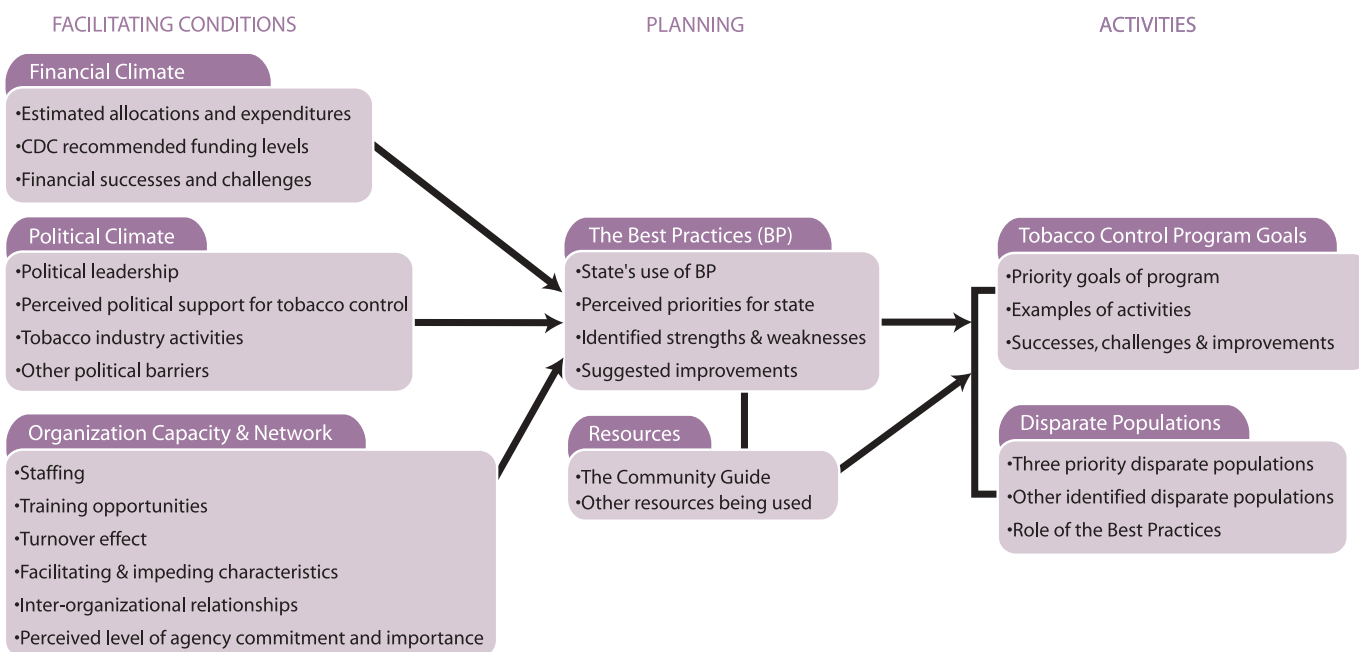 FACILITATING CONDITIONS
Financial Climate
•Estimated allocations and expenditures
•CDC recommended funding levels
•Financial successes and challenges
Political Climate
•Political leadership
•Perceived political support for tobacco control
•Tobacco industry activities
•Other political barriers
Organization Capacity & Network
•Staffing
•Training opportunities
•Turnover effect
•Facilitating & impeding characteristics
•Inter-organizational relationships
•Perceived level of agency commitment and importance
PLANNING
The Best Practices (BP)
•State's use of BP
•Perceived priorities for state
•Identified strengths & weaknesses
•Suggested improvements
Resources
•The Community Guide
•Other resources being used
ACTIVITIES
Tobacco Control Program Goals
•Priority goals of program
•Examples of activities
•Successes, challenges & improvements
Disparate Populations
•Three priority disparate populations
•Other identified disparate populations
•Role of the Best Practices